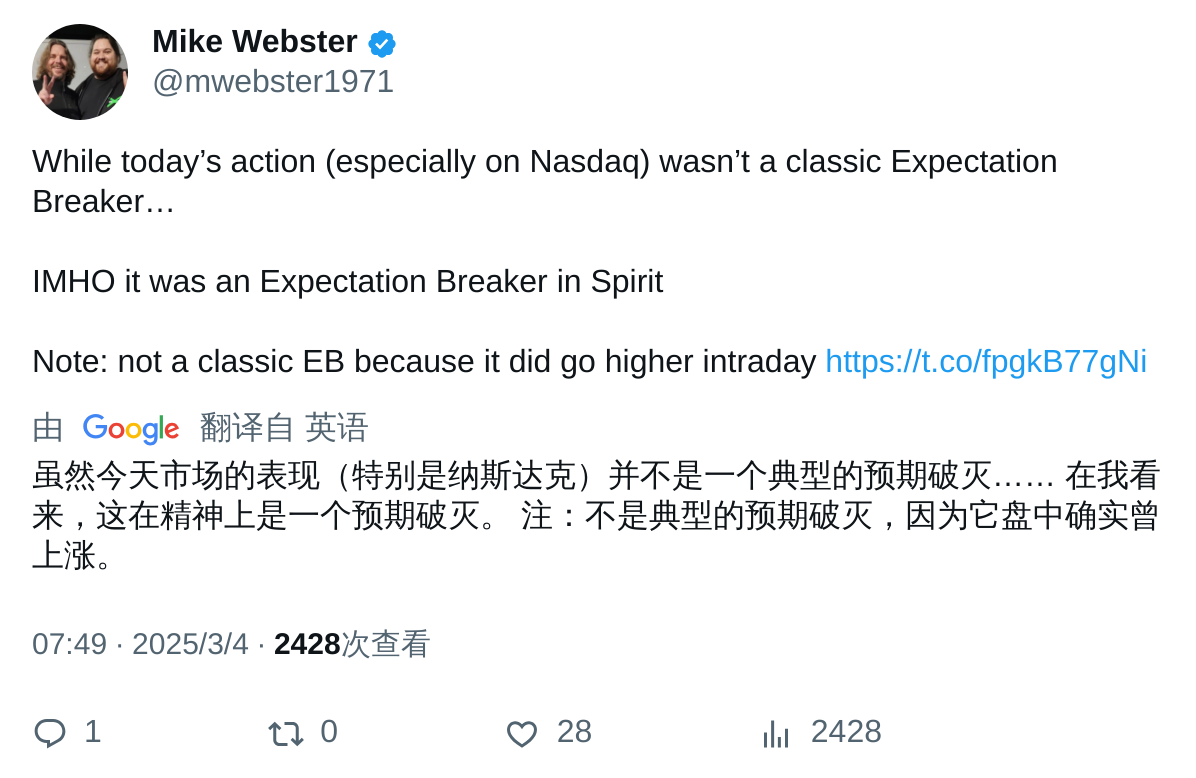 Mike Webster
@mwebster1971
While today’s action (especially on Nasdaq) wasn’t a classic Expectation
Breaker…
IMHO it was an Expectation Breaker in Spirit
Note: not a classic EB because it did go higher intraday https://t.co/fpgkB77gNi
由 Google 翻译自 英语
虽然今天市场的表现（特别是纳斯达克）并不是一个典型的预期破灭…… 在我看
来，这在精神上是一个预期破灭。 注：不是典型的预期破灭，因为它盘中确实曾
上涨。
07:49 · 2025/3/4 · 2428次查看
1 0 28 2428